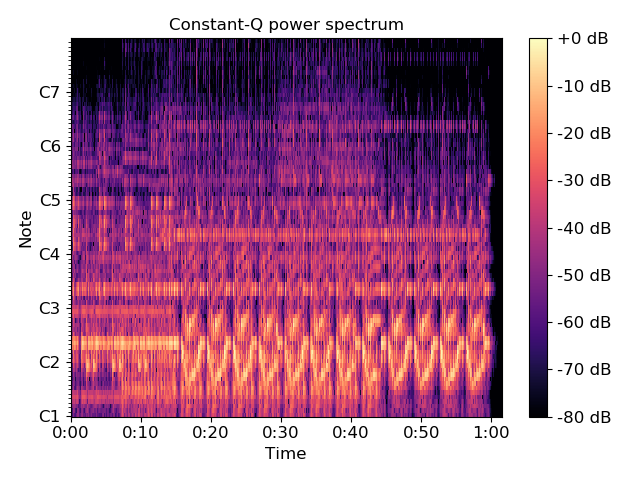 Constant-Q power spectrum
Note
C7
C6
C5
C4
C3
C2
C1
0:00 0:10 0:20 0:30 0:40 0:50 1:00
Time
+0 dB
-10 dB
-20 dB
-30 dB
-40 dB
-50 dB
-60 dB
-70 dB
-80 dB